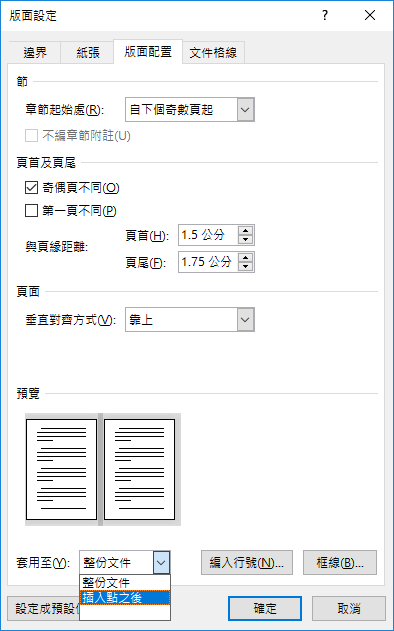 版面設定
邊界 紙張 版面配置 文件格線
節
章節起始處(R): 自下個奇數頁起
不編章節附註(U)
頁首及頁尾
奇偶頁不同(O)
第一頁不同(P)
與頁緣距離: 頁首(H): 1.5 公分
頁尾(F): 1.75 公分
頁面
垂直對齊方式(V): 靠上
預覽
套用至(Y): 整份文件 編入行號(N)... 框線(B)...
整份文件
插入點之後
設定成預設值 確定 取消